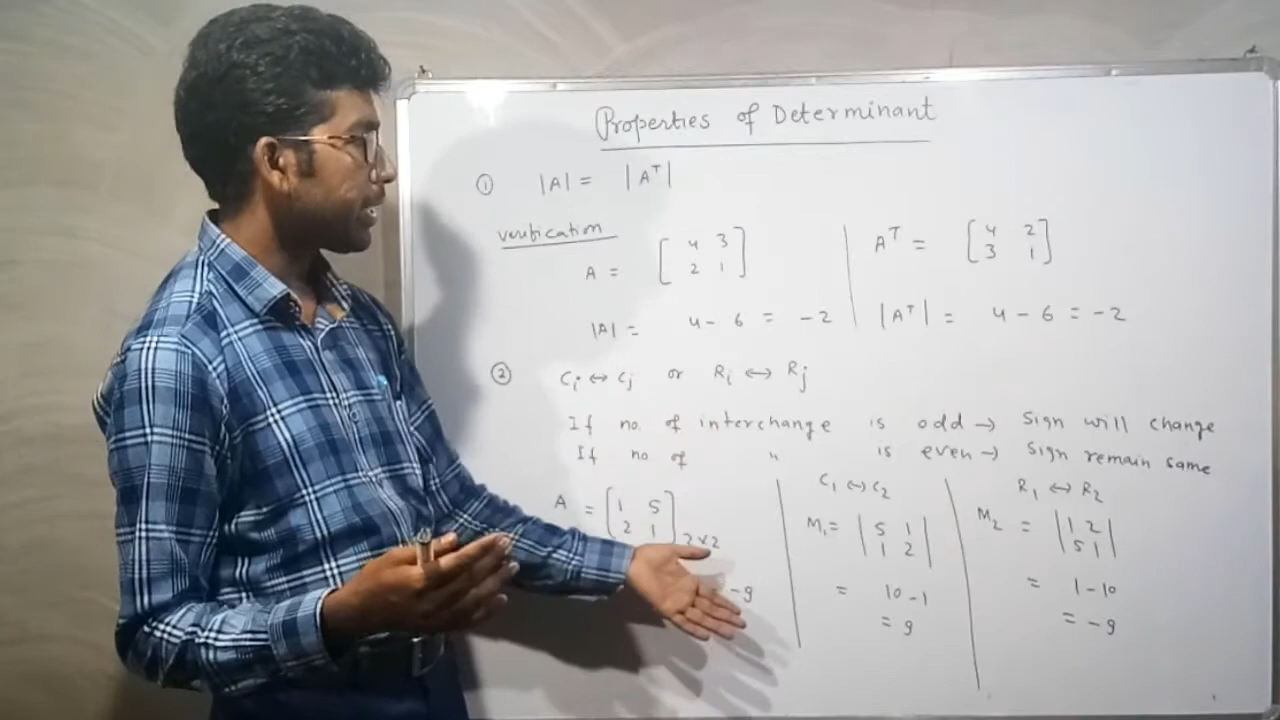 Properties of Determinant
① |A| = |Aᵀ|
verification
A = [4 3
2 1]
Aᵀ = [4 2
3 1]
|A| = 4 - 6 = -2
|Aᵀ| = 4 - 6 = -2
② Cᵢ ↔ Cⱼ or Rᵢ ↔ Rⱼ
If no. of interchange is odd → Sign will change
If no of " is even → Sign remain same
A = [1 5
2 1]2×2
-9
C₁ ↔ C₂
M₁ = |5 1
1 2|
= 10 - 1
= 9
R₁ ↔ R₂
M₂ = |1 2
5 1|
= 1 - 10
= -9